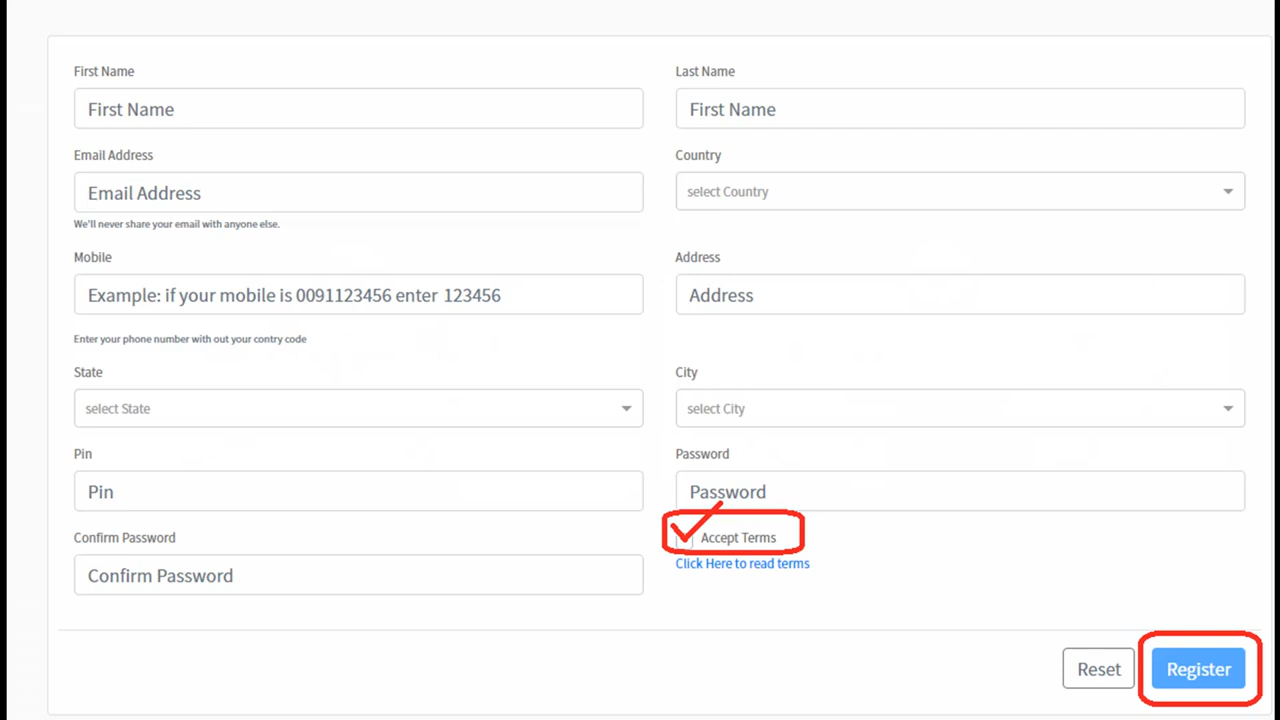 First Name
Last Name
First Name
First Name
Email Address
Country
Email Address
select Country
We'll never share your email with anyone else.
Mobile
Address
Example: if your mobile is 0091123456 enter 123456
Address
Enter your phone number with out your contry code
State
City
select State
select City
Pin
Password
Pin
Password
Confirm Password
Accept Terms
Confirm Password
Click Here to read terms
Reset
Register